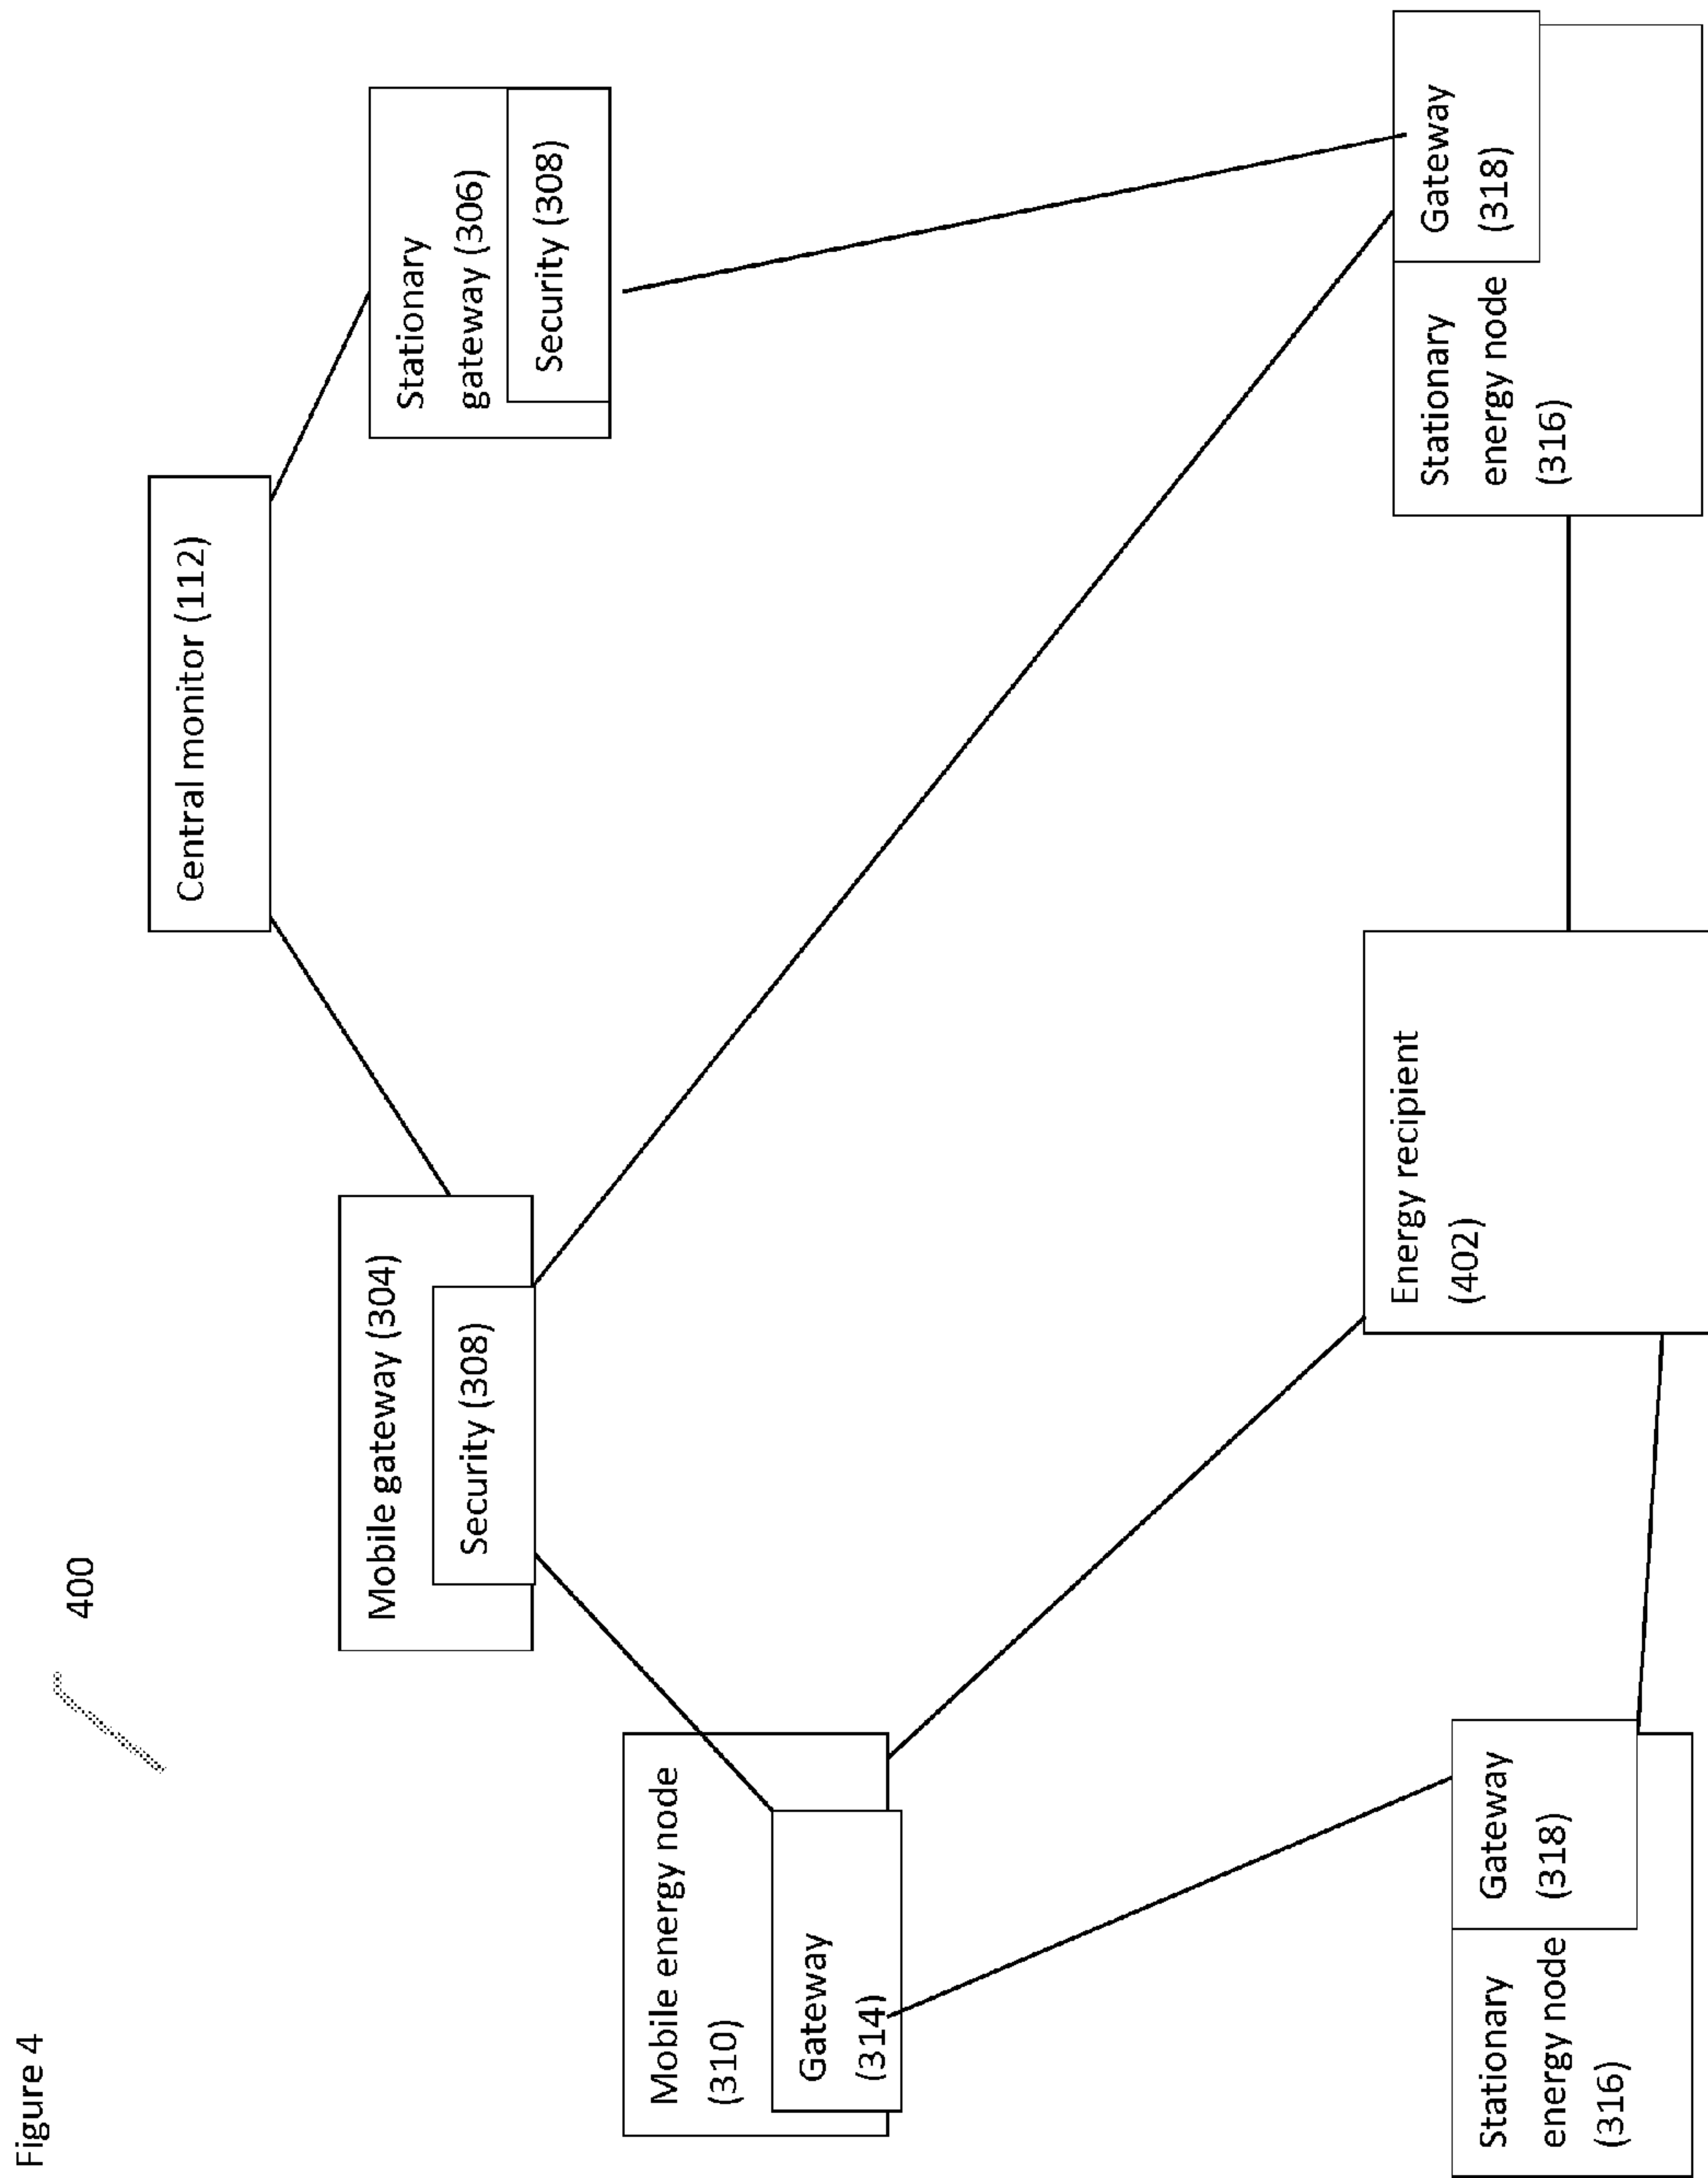 Figure 4
400
Central monitor (112)
Mobile gateway (304)
Security (308)
Stationary
gateway (306)
Security (308)
Mobile energy node
(310)
Gateway
(314)
Energy recipient
(402)
Stationary
energy node
(316)
Gateway
(318)
Stationary
energy node
(316)
Gateway
(318)